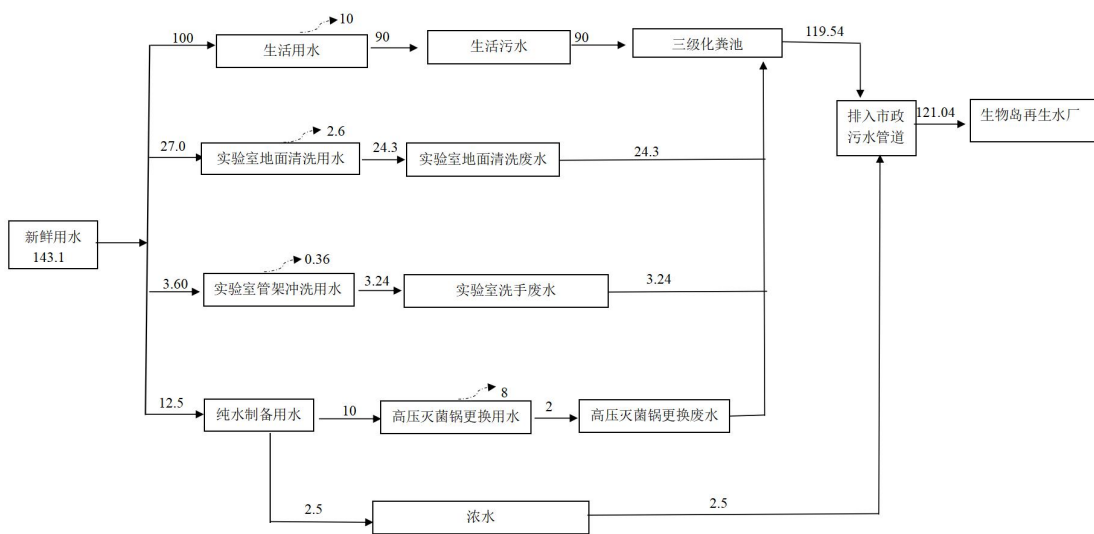 10
100
生活用水
90
生活污水
90
三级化粪池
119.54
2.6
27.0
实验室地面清洗用水
24.3
实验室地面清洗废水
24.3
排入市政
污水管道
121.04
生物岛再生水厂
新鲜用水
143.1
0.36
3.60
实验室管架冲洗用水
3.24
实验室洗手废水
3.24
8
12.5
纯水制备用水
10
高压灭菌锅更换用水
2
高压灭菌锅更换废水
2.5
浓水
2.5